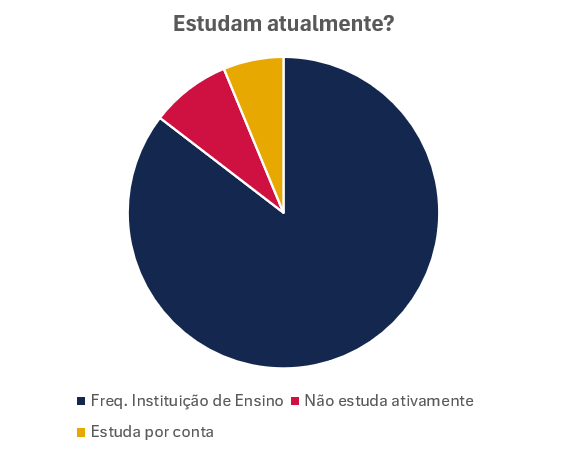 Estudam atualmente?
Freq. Instituição de Ensino Não estuda ativamente
Estuda por conta